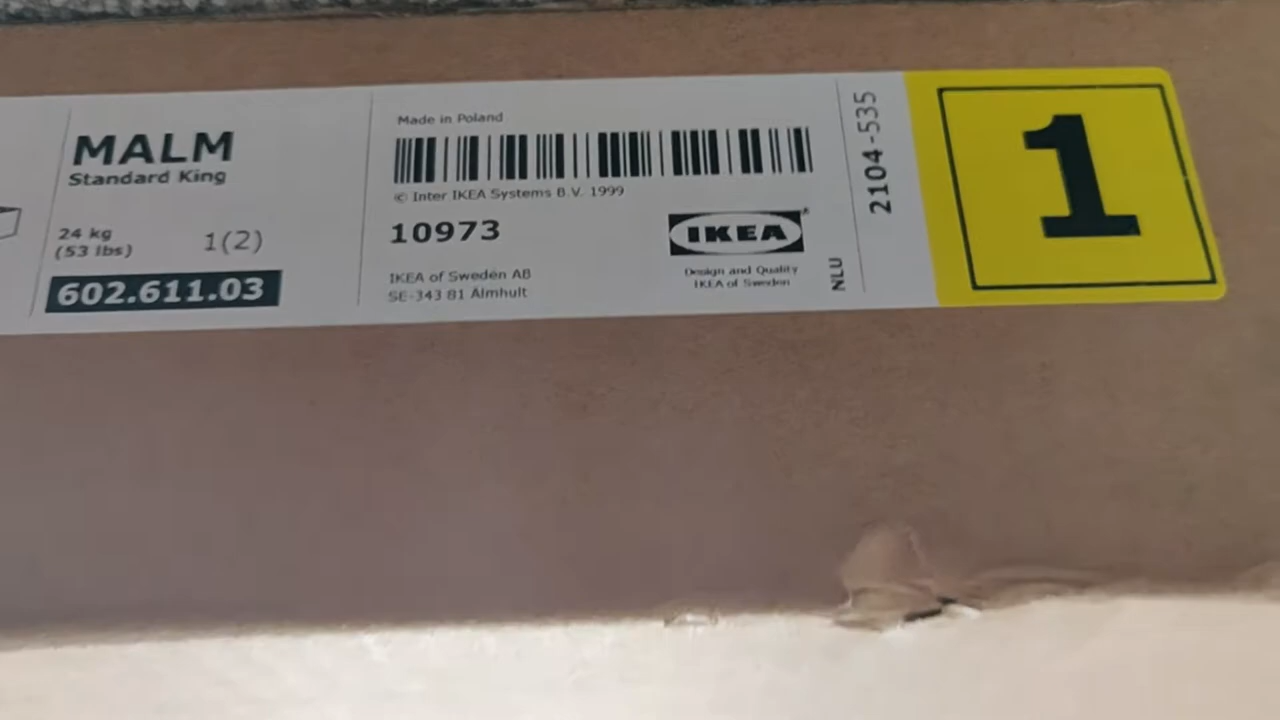 MALM
Standard King
24 kg
(53 lbs)
1(2)
602.611.03
Made in Poland
© Inter IKEA Systems B.V. 1999
10973
IKEA of Sweden AB
SE-343 81 Älmhult
IKEA®
Design and Quality
IKEA of Sweden
NLU
2104-535
1